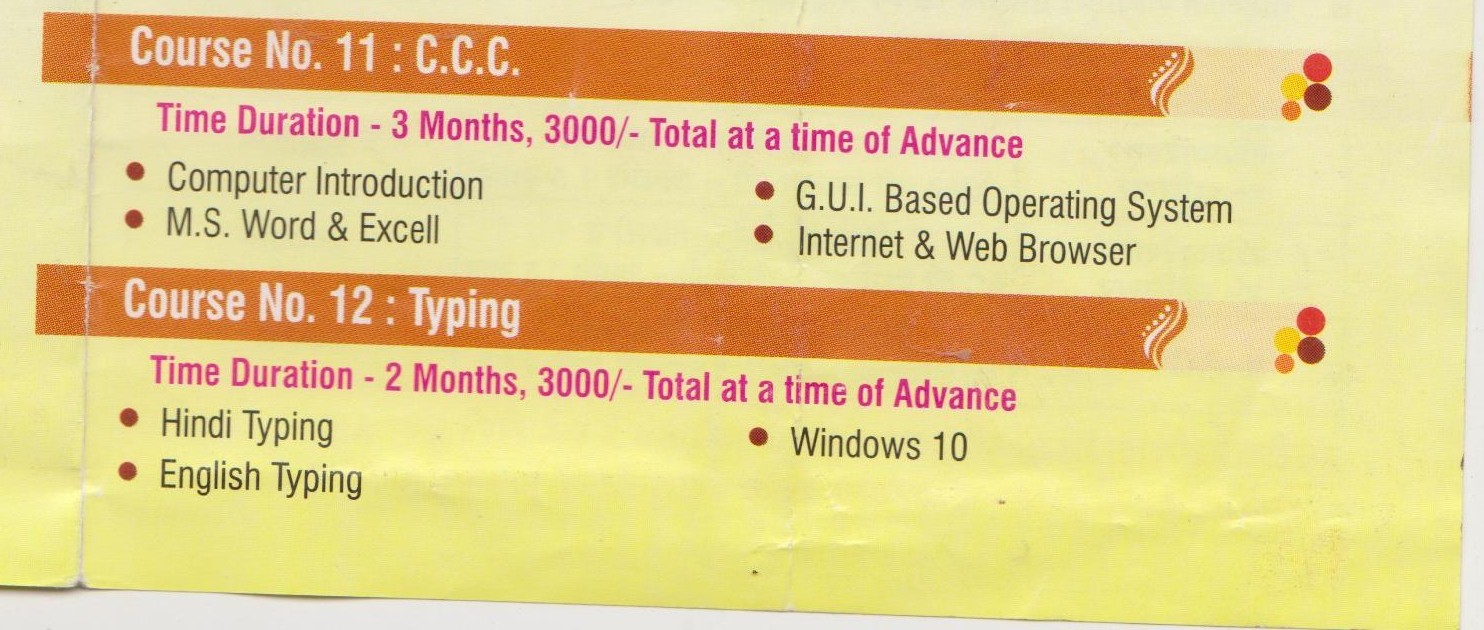 Course No. 11 : C.C.C.
Time Duration - 3 Months, 3000/- Total at a time of Advance
• Computer Introduction
• M.S. Word & Excell
• G.U.I. Based Operating System
• Internet & Web Browser
Course No. 12 : Typing
Time Duration - 2 Months, 3000/- Total at a time of Advance
• Hindi Typing
• English Typing
• Windows 10